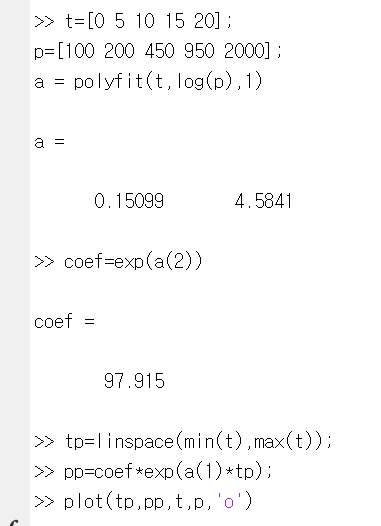 >> t=[0 5 10 15 20];
p=[100 200 450 950 2000];
a = polyfit(t,log(p),1)
a =
0.15099 4.5841
>> coef=exp(a(2))
coef =
97.915
>> tp=linspace(min(t),max(t));
>> pp=coef*exp(a(1)*tp);
>> plot(tp,pp,t,p,'o')